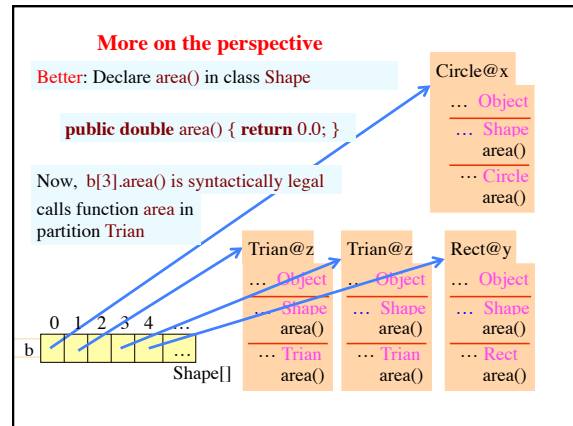 More on the perspective
Better: Declare area() in class Shape
public double area() { return 0.0; }
Now, b[3].area() is syntactically legal
calls function area in
partition Trian
Circle@x
… Object
… Shape
area()
… Circle
area()
Trian@z
… Object
… Shape
area()
… Trian
area()
Trian@z
… Object
… Shape
area()
… Trian
area()
Rect@y
… Object
… Shape
area()
… Rect
area()
0 1 2 3 4 …
b
…
Shape[]